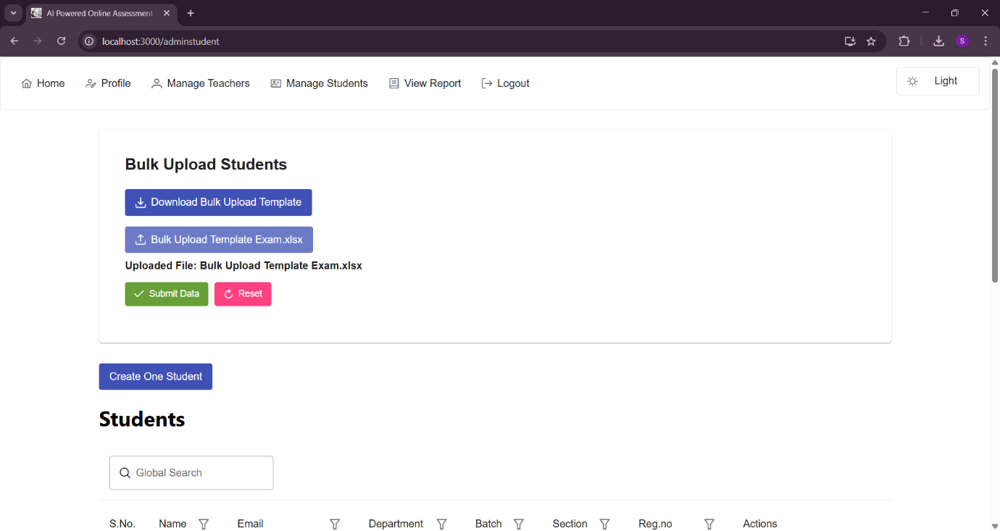 AI Powered Online Assessment
localhost:3000/adminstudent
S
Home Profile Manage Teachers Manage Students View Report Logout Light
Bulk Upload Students
Download Bulk Upload Template
Bulk Upload Template Exam.xlsx
Uploaded File: Bulk Upload Template Exam.xlsx
Submit Data Reset
Create One Student
Students
Global Search
S.No. Name Email Department Batch Section Reg.no Actions